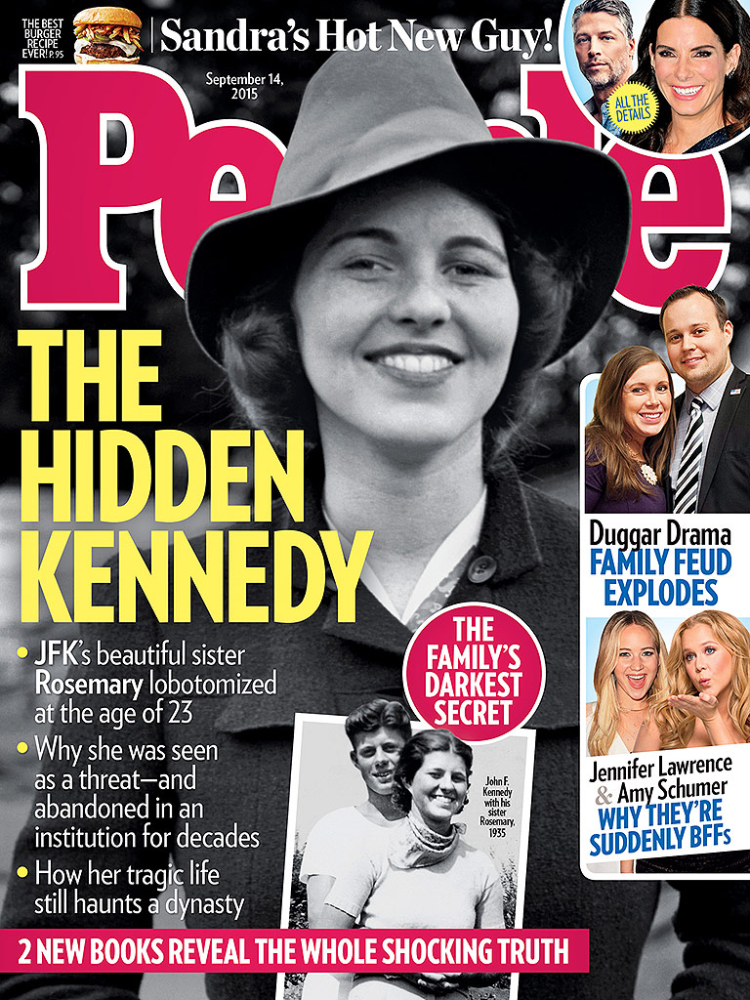 THE BEST
BURGER
RECIPE
EVER! P. 95
Sandra's Hot New Guy!
ALL THE
DETAILS
September 14,
2015
People
THE
HIDDEN
KENNEDY
• JFK's beautiful sister
Rosemary lobotomized
at the age of 23
• Why she was seen
as a threat—and
abandoned in an
institution for decades
• How her tragic life
still haunts a dynasty
THE
FAMILY'S
DARKEST
SECRET
John F.
Kennedy
with his
sister
Rosemary,
1935
Duggar Drama
FAMILY FEUD
EXPLODES
Jennifer Lawrence
& Amy Schumer
WHY THEY'RE
SUDDENLY BFFs
2 NEW BOOKS REVEAL THE WHOLE SHOCKING TRUTH